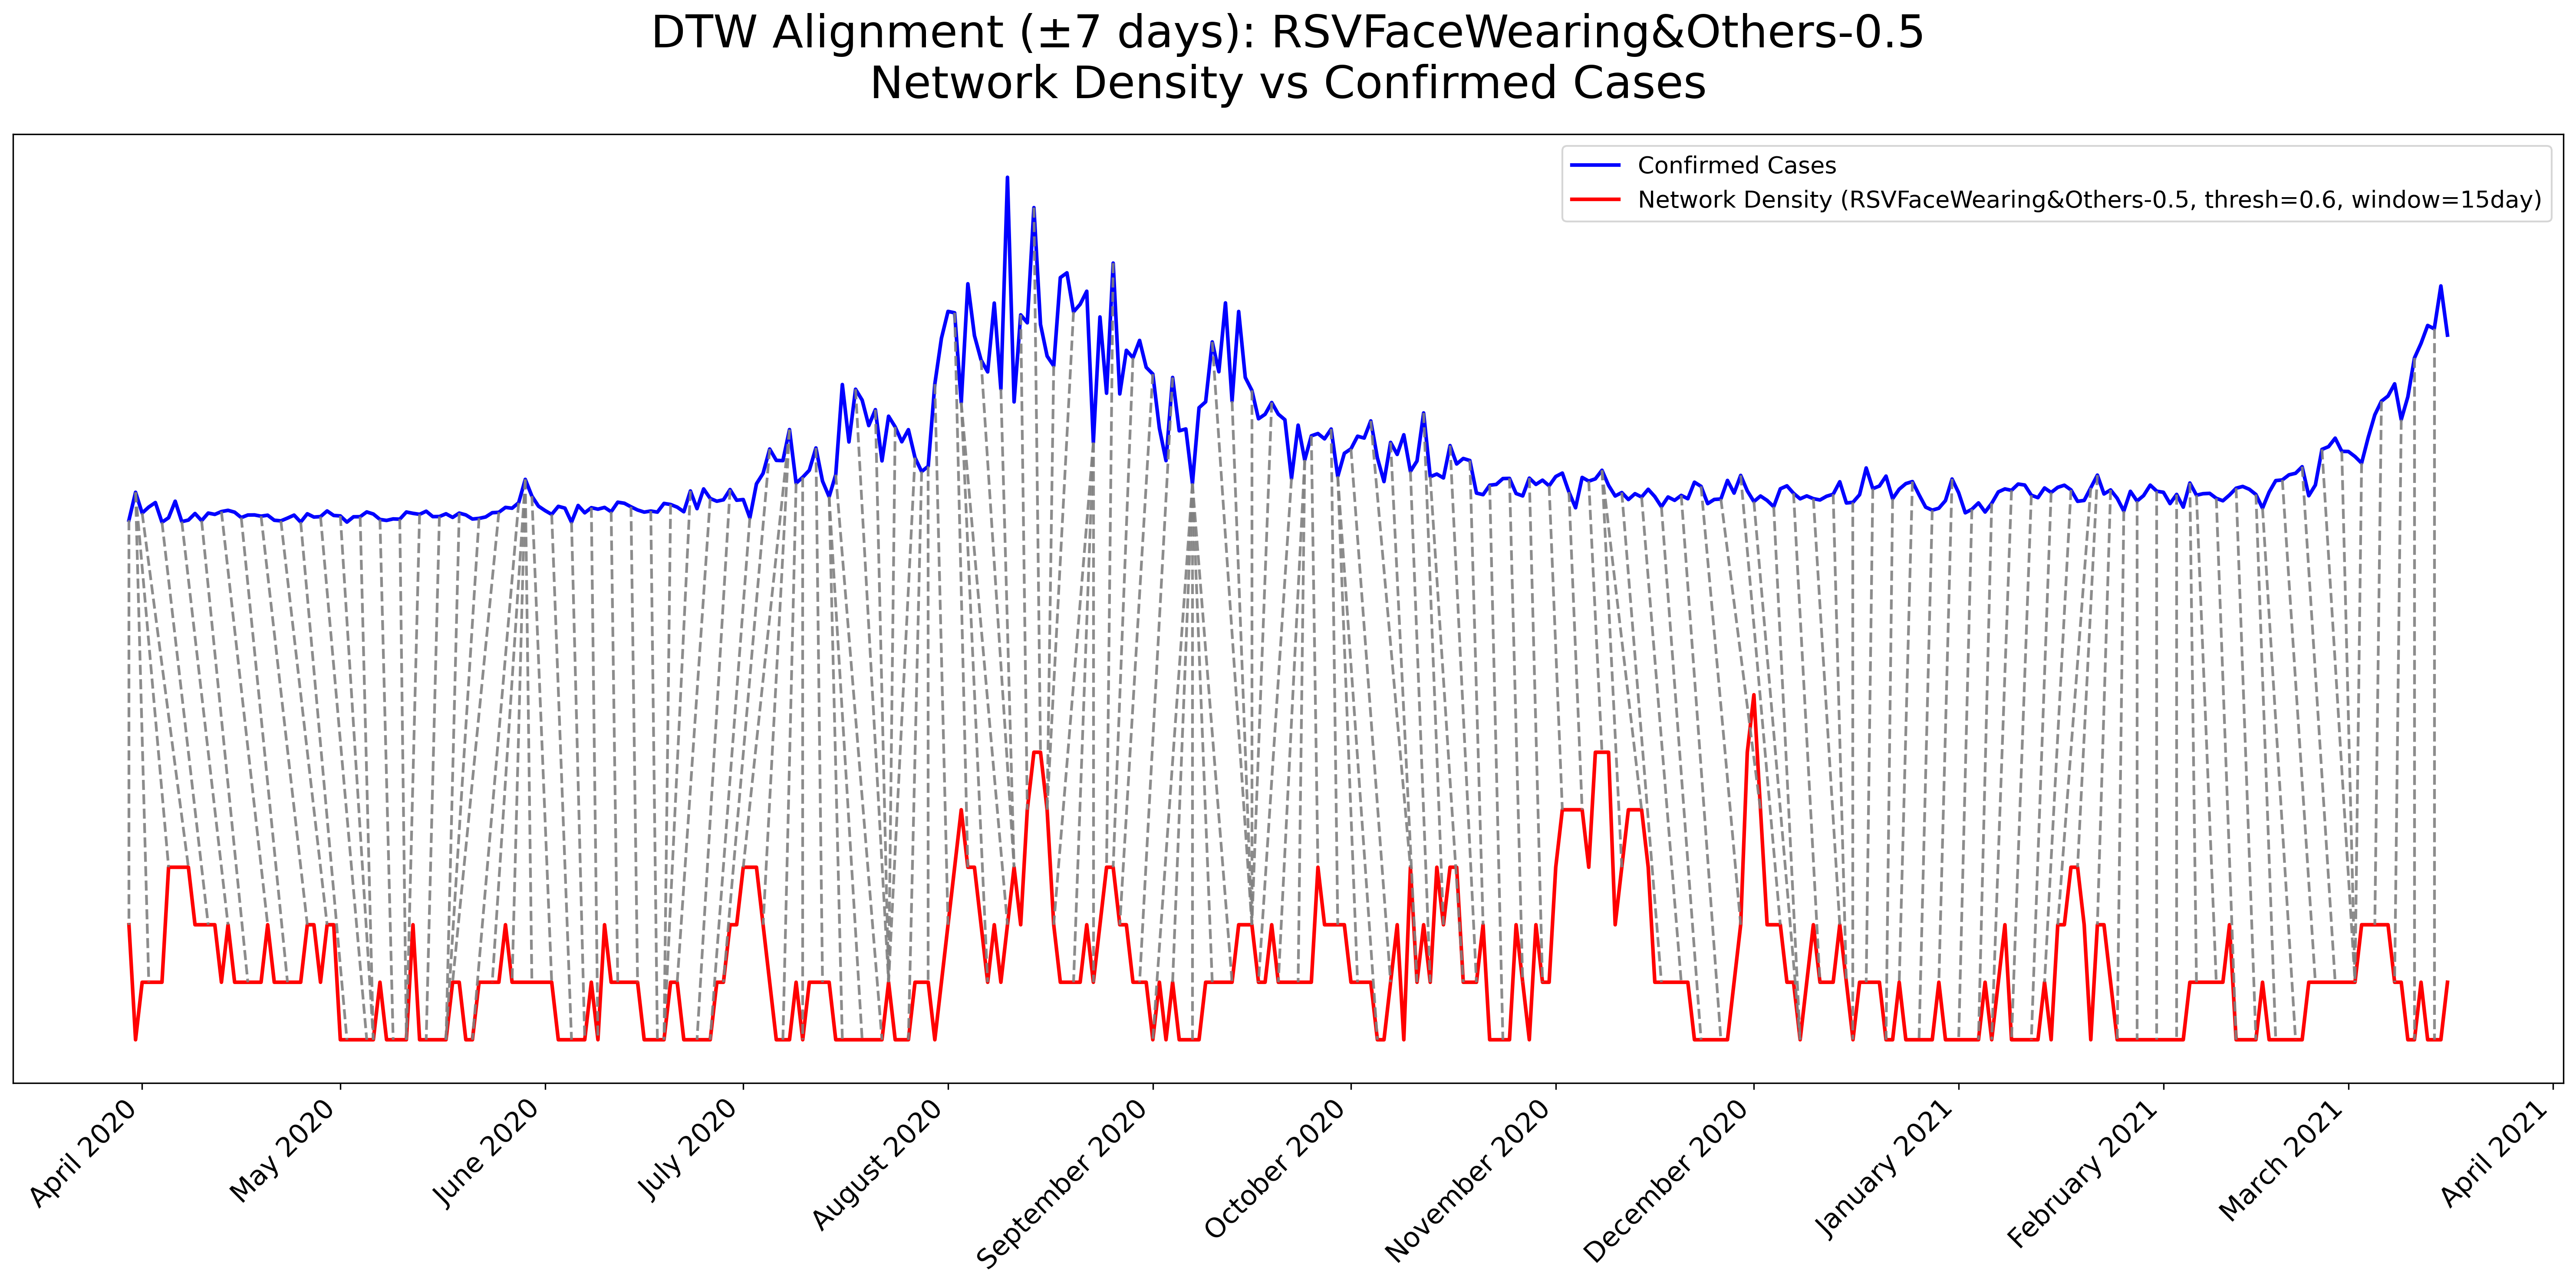 DTW Alignment (±7 days): RSVFaceWearing&Others-0.5
Network Density vs Confirmed Cases
Confirmed Cases
Network Density (RSVFaceWearing&Others-0.5, thresh=0.6, window=15day)
April 2020
May 2020
June 2020
July 2020
August 2020
September 2020
October 2020
November 2020
December 2020
January 2021
February 2021
March 2021
April 2021